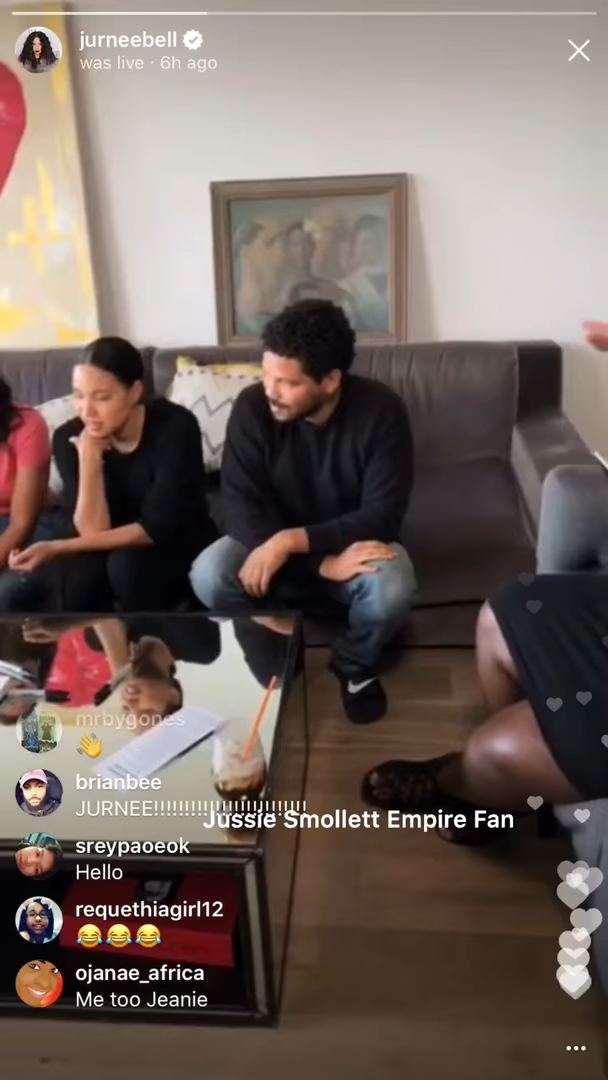 jurneebell
was live · 6h ago
mrbygones
👋
brianbee
JURNEE!!!!!!!!!!!!!!!!!!!!!!!!!
Jussie Smollett Empire Fan
sreypaoeok
Hello
requethiagirl12
😂😂😂
ojanae_africa
Me too Jeanie